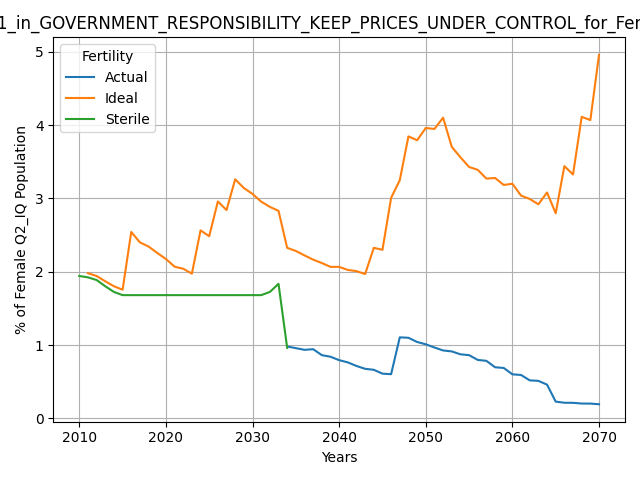 1_in_GOVERNMENT_RESPONSIBILITY_KEEP_PRICES_UNDER_CONTROL_for_Fer
Fertility
Actual
Ideal
Sterile
% of Female Q2_IQ Population
5
4
3
2
1
0
2010 2020 2030 2040 2050 2060 2070
Years